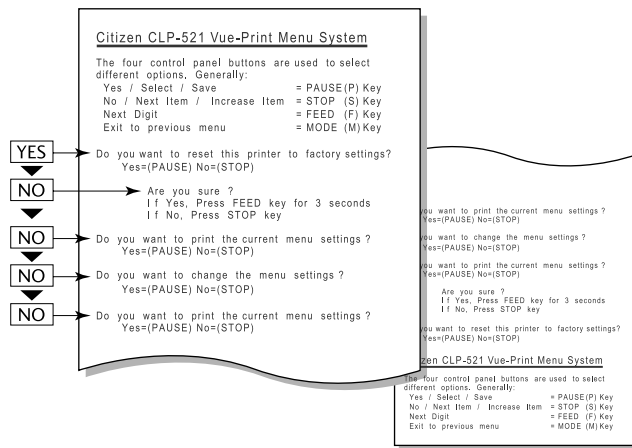 Citizen CLP-521 Vue-Print Menu System
The four control panel buttons are used to select
different options. Generally:
Yes / Select / Save = PAUSE(P) Key
No / Next Item / Increase Item = STOP (S) Key
Next Digit = FEED (F) Key
Exit to previous menu = MODE (M) Key
YES
Do you want to reset this printer to factory settings?
Yes=(PAUSE) No=(STOP)
NO
Are you sure ?
If Yes, Press FEED key for 3 seconds
If No, Press STOP key
NO
Do you want to print the current menu settings ?
Yes=(PAUSE) No=(STOP)
NO
Do you want to change the menu settings ?
Yes=(PAUSE) No=(STOP)
NO
Do you want to print the current menu settings ?
Yes=(PAUSE) No=(STOP)
you want to print the current menu settings ?
Yes=(PAUSE) No=(STOP)
you want to change the menu settings ?
Yes=(PAUSE) No=(STOP)
you want to print the current menu settings ?
Yes=(PAUSE) No=(STOP)
Are you sure ?
If Yes, Press FEED key for 3 seconds
If No, Press STOP key
you want to reset this printer to factory settings?
Yes=(PAUSE) No=(STOP)
zen CLP-521 Vue-Print Menu System
The four control panel buttons are used to select
different options. Generally:
Yes / Select / Save = PAUSE(P) Key
No / Next Item / Increase Item = STOP (S) Key
Next Digit = FEED (F) Key
Exit to previous menu = MODE (M) Key